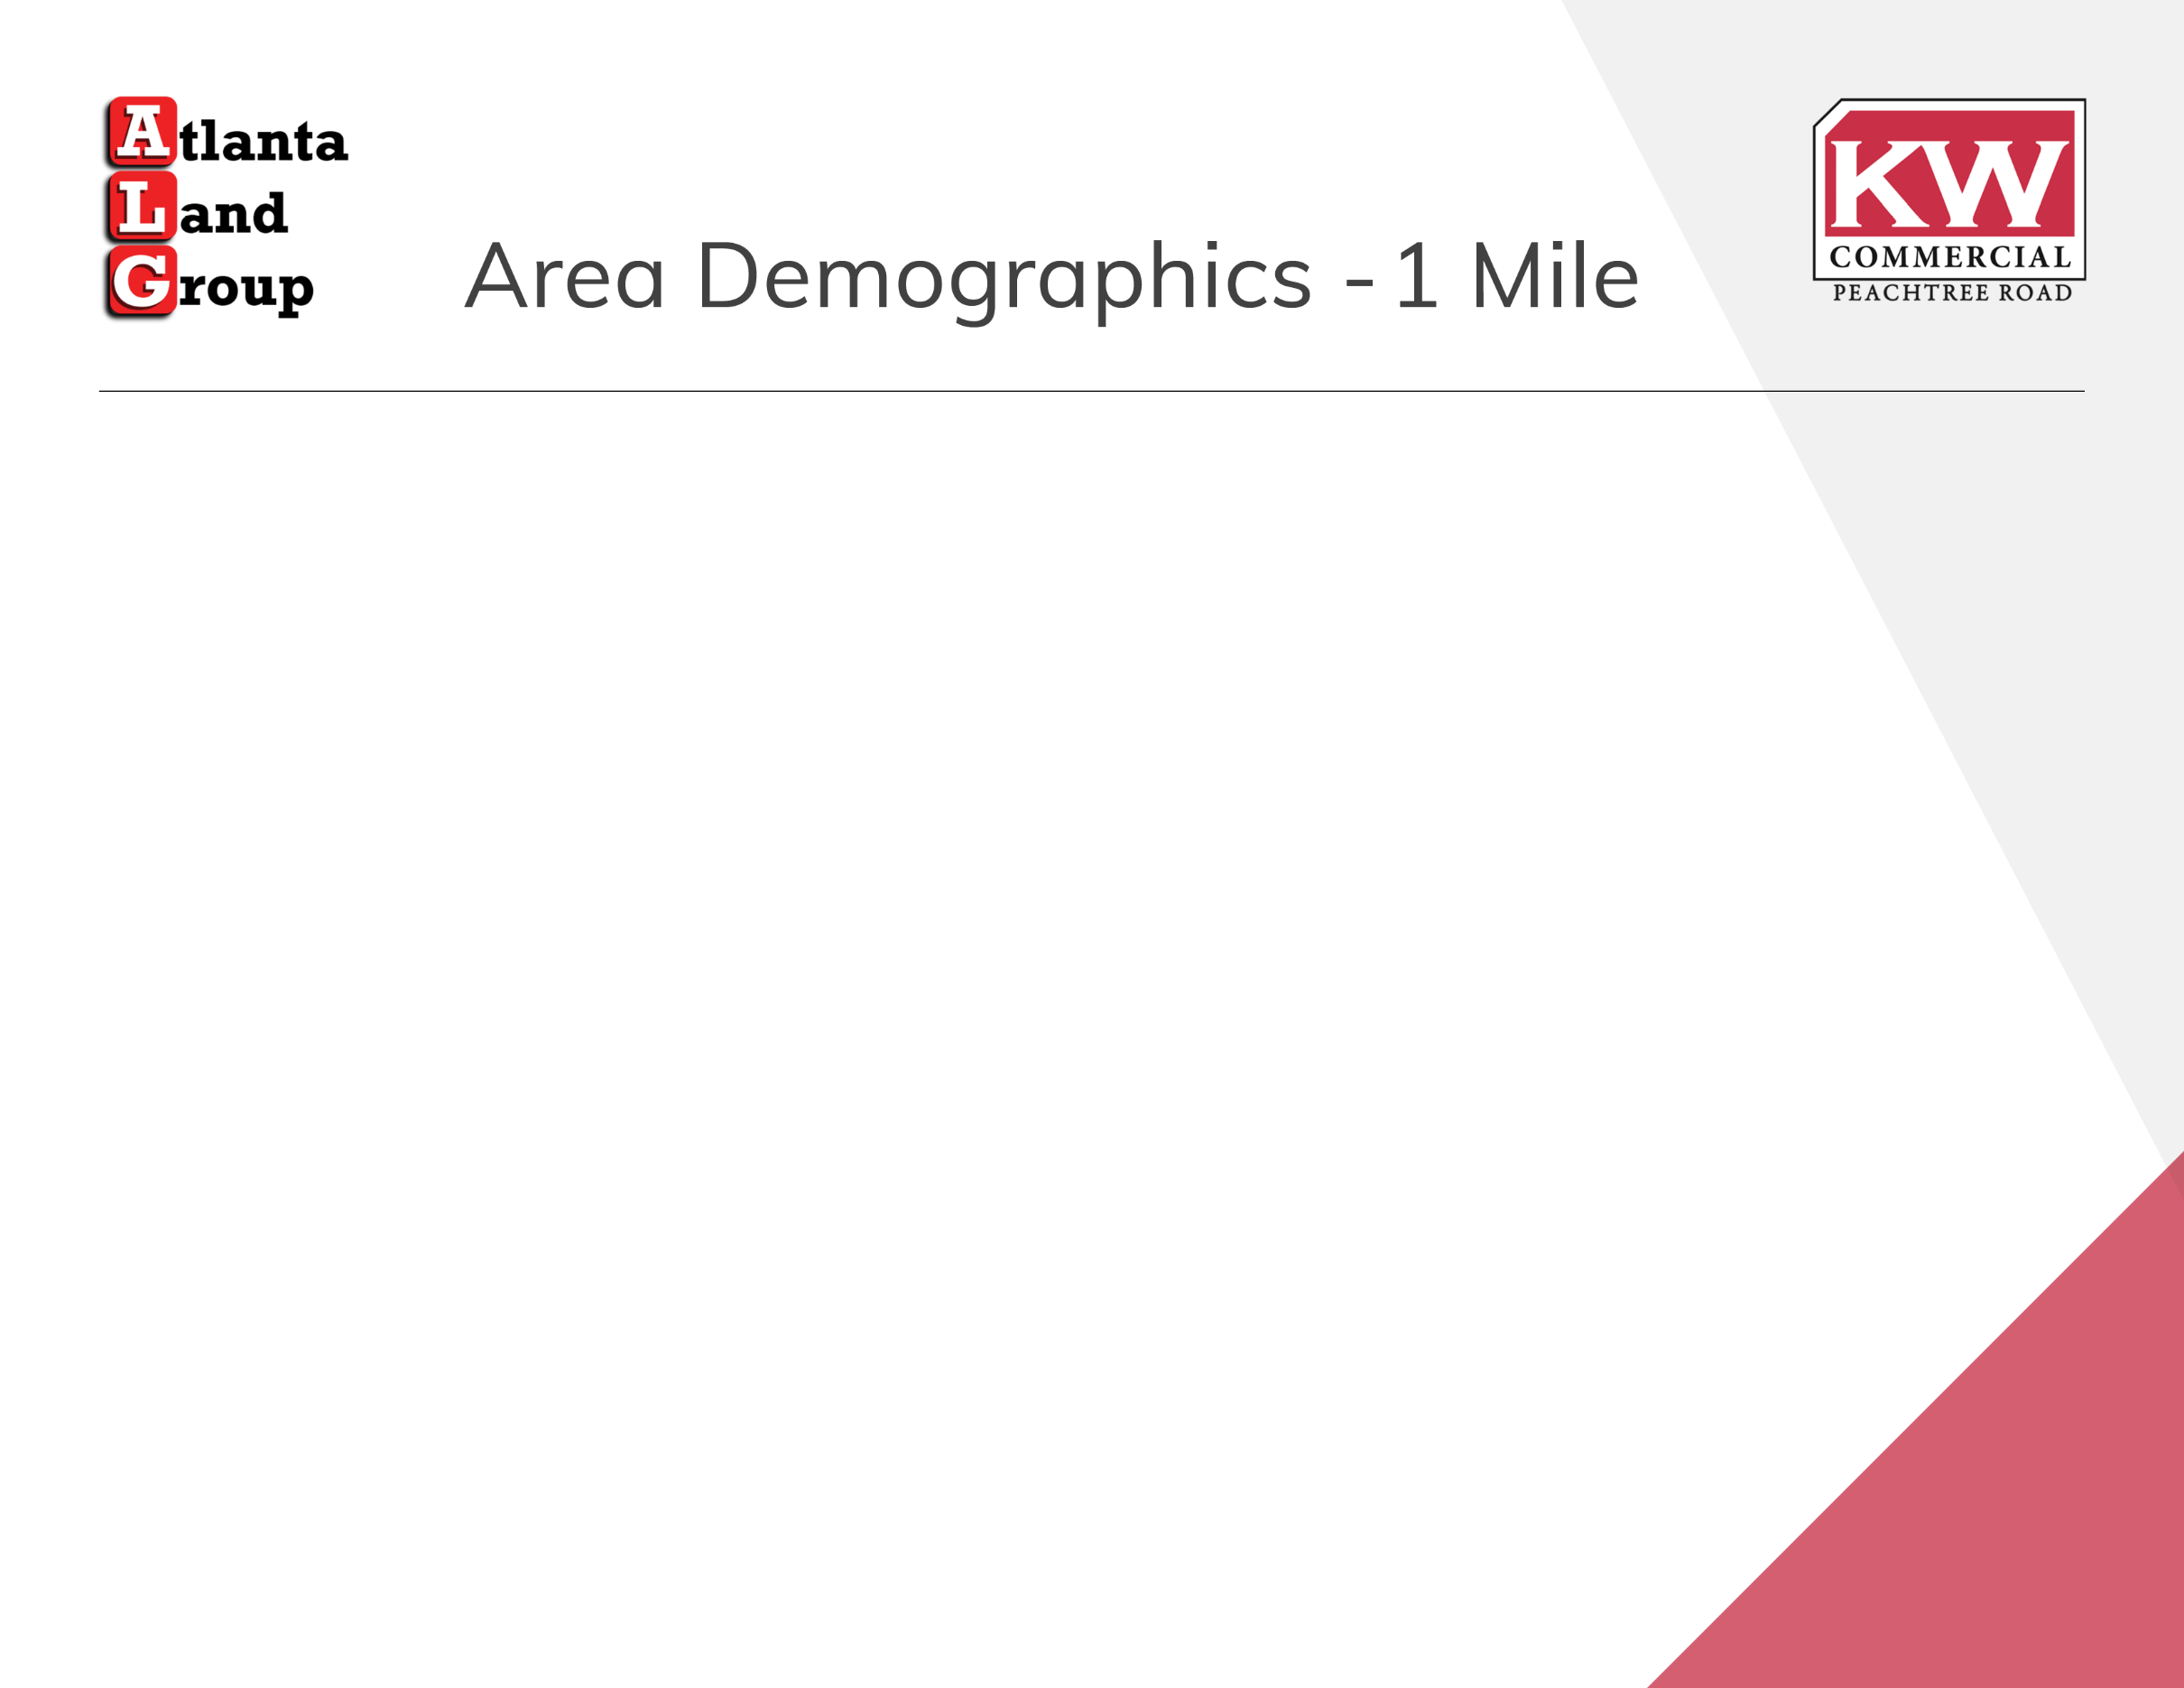 Atlanta
Land
Group
Area Demographics - 1 Mile
KW
COMMERCIAL
PEACHTREE ROAD